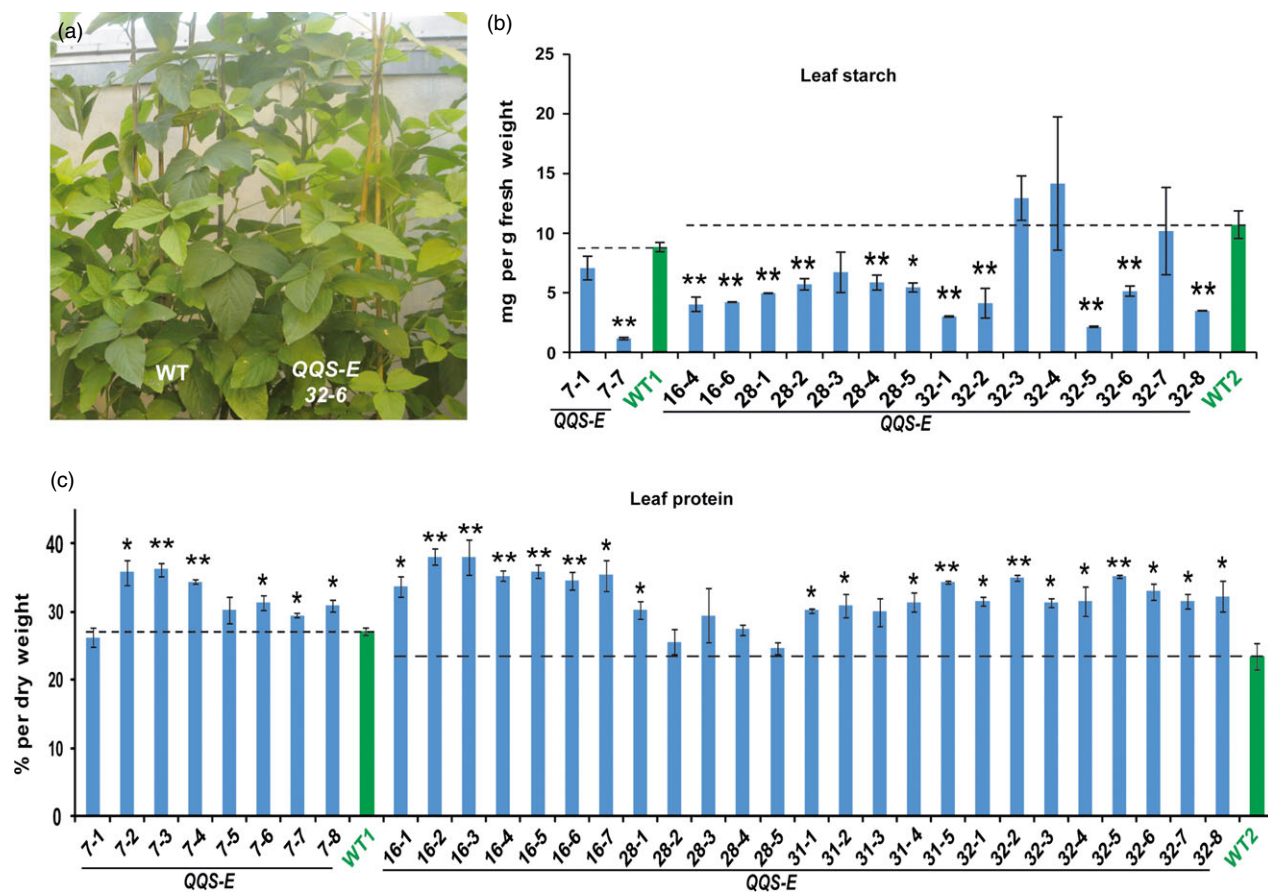 (a)
WT
QQS-E
32-6
(b)
Leaf starch
mg per g fresh weight
25
20
15
10
5
0
** ** ** ** ** ** * ** ** ** ** **
7-1 7-7 WT1 16-4 16-6 28-1 28-2 28-3 28-4 28-5 32-1 32-2 32-3 32-4 32-5 32-6 32-7 32-8 WT2
QQS-E QQS-E
(c)
Leaf protein
% per dry weight
40
30
20
10
0
* ** ** * * * * ** ** ** ** ** * * * * * ** * ** * * ** * * *
7-1 7-2 7-3 7-4 7-5 7-6 7-7 7-8 WT1 16-1 16-2 16-3 16-4 16-5 16-6 16-7 28-1 28-2 28-3 28-4 28-5 31-1 31-2 31-3 31-4 31-5 32-1 32-2 32-3 32-4 32-5 32-6 32-7 32-8 WT2
QQS-E QQS-E